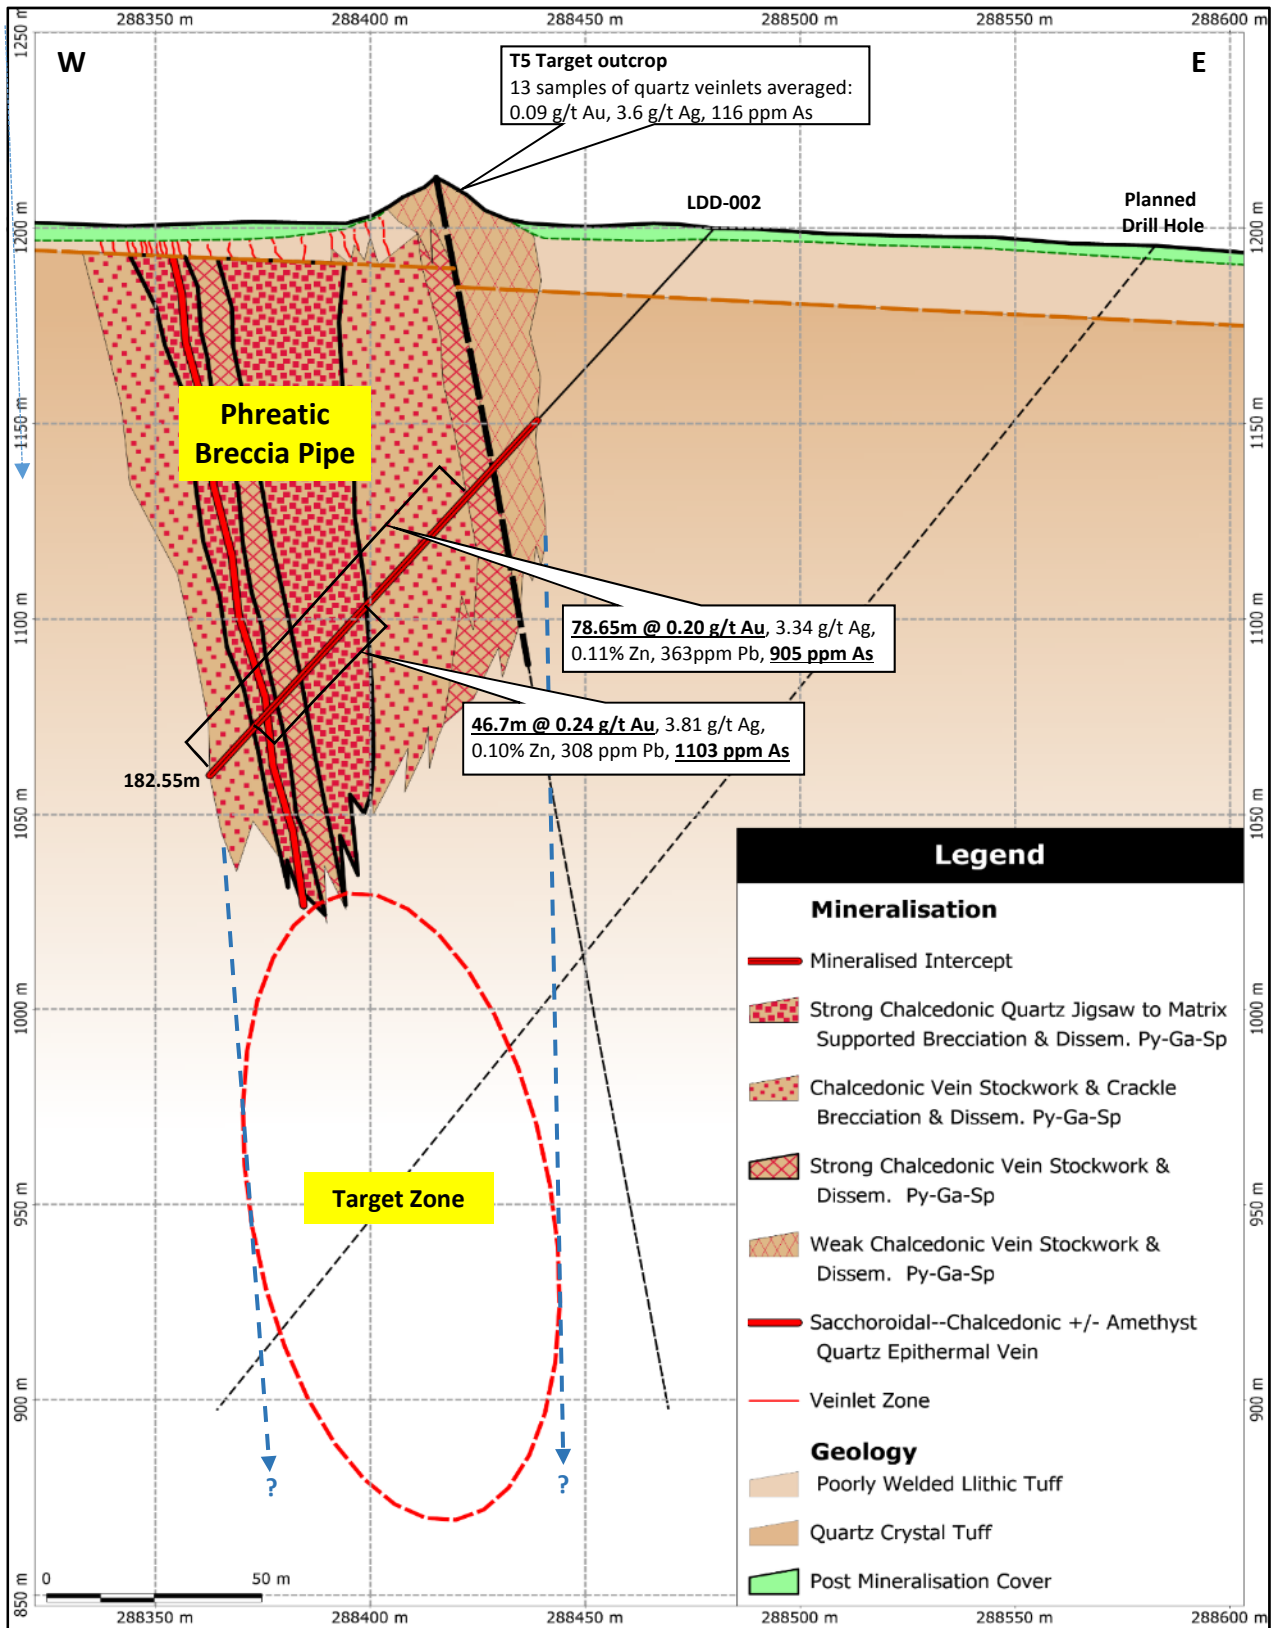 288350 m
288400 m
288450 m
288500 m
288550 m
288600 m
1250 m
W
E
T5 Target outcrop
13 samples of quartz veinlets averaged:
0.09 g/t Au, 3.6 g/t Ag, 116 ppm As
LDD-002
Planned
Drill Hole
1200 m
1200 m
Phreatic
Breccia Pipe
1150 m
1150 m
78.65m @ 0.20 g/t Au, 3.34 g/t Ag,
0.11% Zn, 363ppm Pb, 905 ppm As
1100 m
1100 m
46.7m @ 0.24 g/t Au, 3.81 g/t Ag,
0.10% Zn, 308 ppm Pb, 1103 ppm As
182.55m
1050 m
1050 m
Legend
Mineralisation
Mineralised Intercept
Strong Chalcedonic Quartz Jigsaw to Matrix
Supported Brecciation & Dissem. Py-Ga-Sp
Chalcedonic Vein Stockwork & Crackle
Brecciation & Dissem. Py-Ga-Sp
Strong Chalcedonic Vein Stockwork &
Dissem. Py-Ga-Sp
Weak Chalcedonic Vein Stockwork &
Dissem. Py-Ga-Sp
Sacchoroidal--Chalcedonic +/- Amethyst
Quartz Epithermal Vein
Veinlet Zone
Geology
Poorly Welded Llithic Tuff
Quartz Crystal Tuff
Post Mineralisation Cover
1000 m
1000 m
Target Zone
950 m
950 m
900 m
900 m
?
?
0
50 m
850 m
850 m
288350 m
288400 m
288450 m
288500 m
288550 m
288600 m